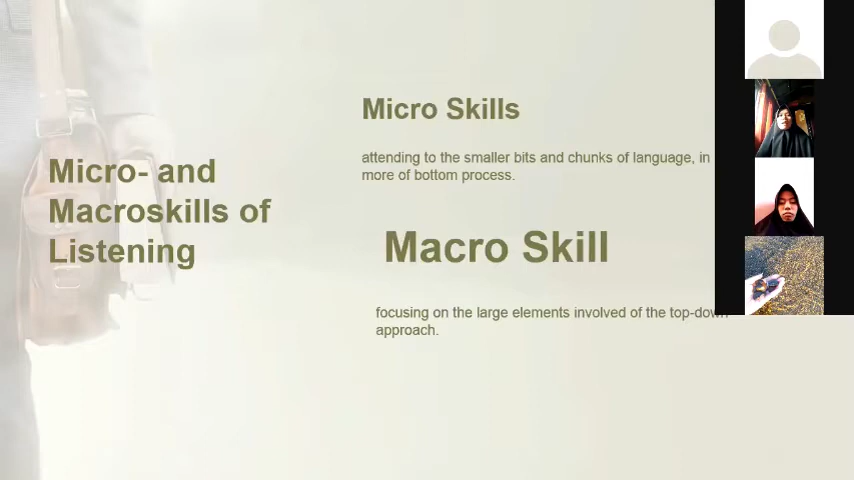 Micro- and
Macroskills of
Listening
Micro Skills
attending to the smaller bits and chunks of language, in
more of bottom process.
Macro Skill
focusing on the large elements involved of the top-down
approach.